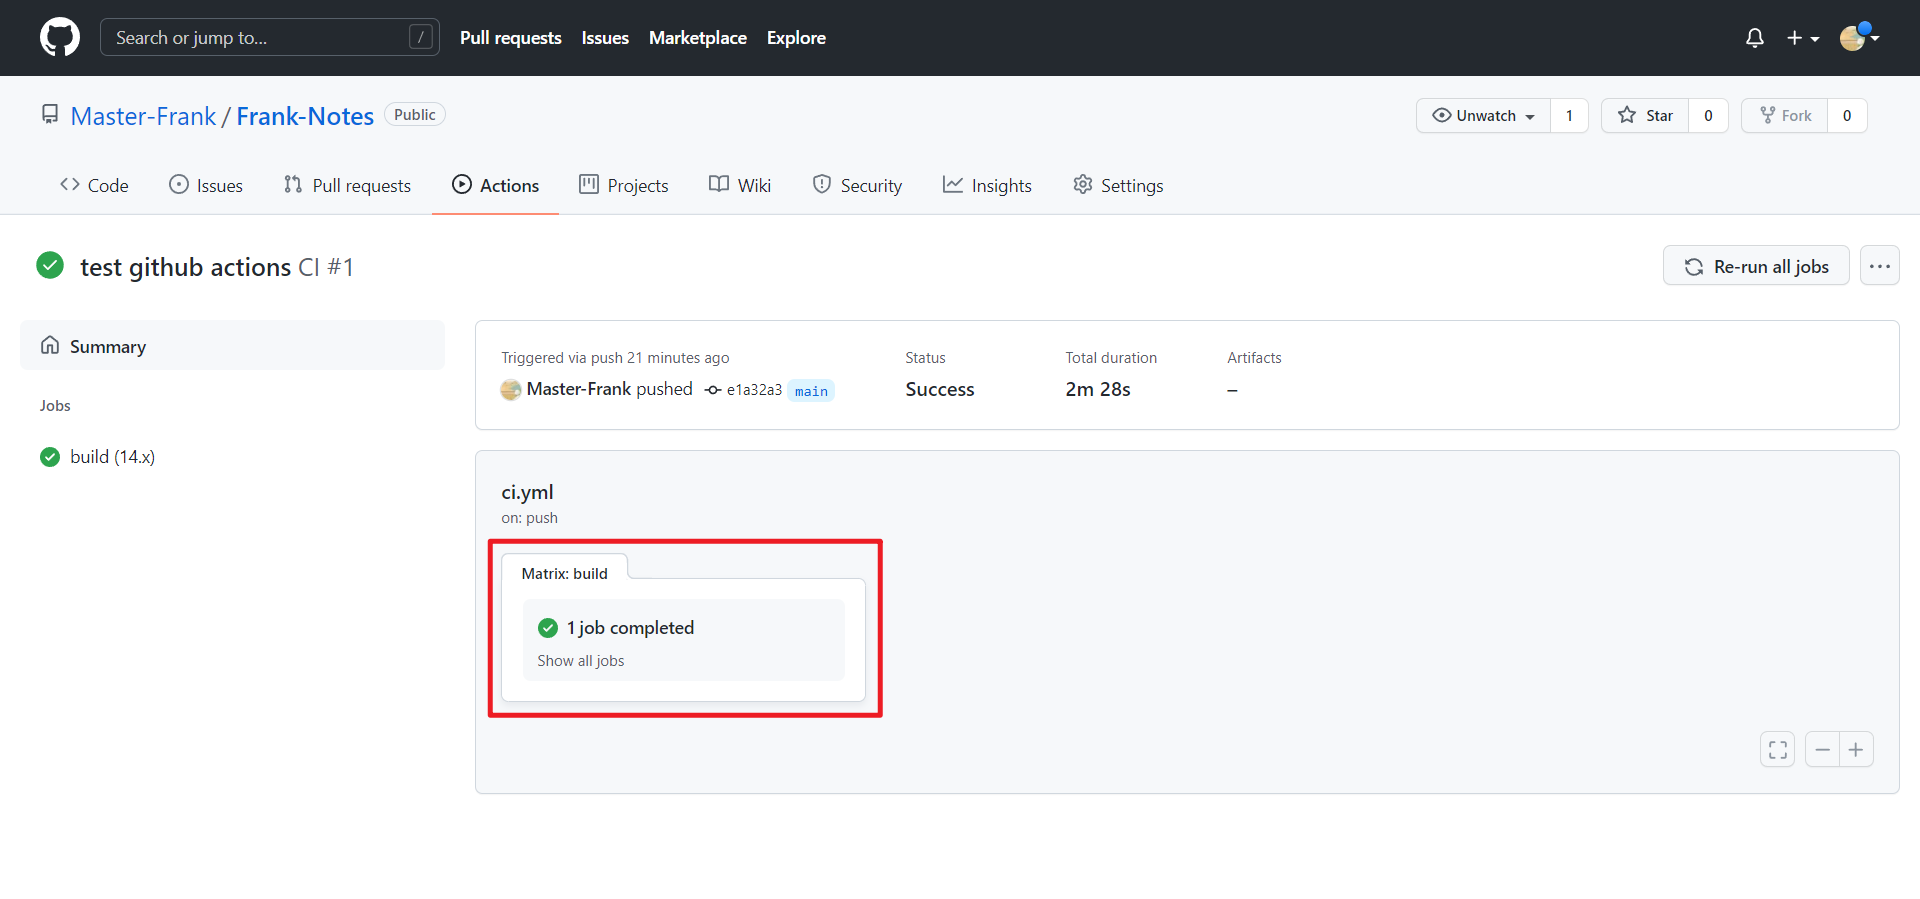 Search or jump to... /
Pull requests Issues Marketplace Explore
Master-Frank / Frank-Notes Public
Unwatch 1 Star 0 Fork 0
Code Issues Pull requests Actions Projects Wiki Security Insights Settings
test github actions CI #1
Re-run all jobs ...
Summary
Jobs
build (14.x)
Triggered via push 21 minutes ago
Master-Frank pushed e1a32a3 main
Status
Success
Total duration
2m 28s
Artifacts
–
ci.yml
on: push
Matrix: build
1 job completed
Show all jobs